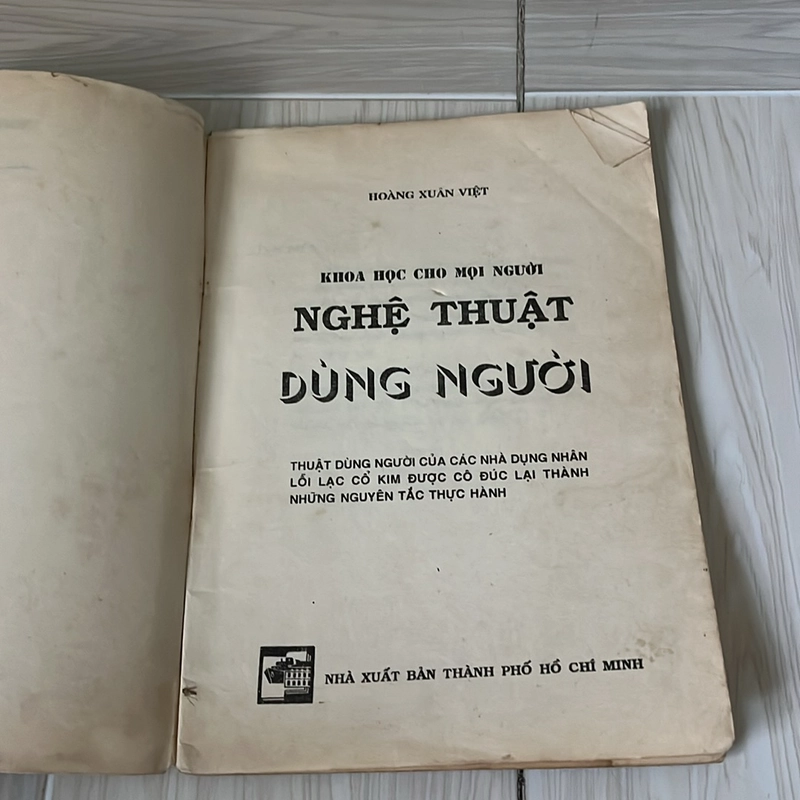 HOÀNG XUÂN VIỆT
KHOA HỌC CHO MỌI NGƯỜI
NGHỆ THUẬT
DÙNG NGƯỜI
THUẬT DÙNG NGƯỜI CỦA CÁC NHÀ DỤNG NHÂN
LỖI LẠC CỔ KIM ĐƯỢC CÔ ĐÚC LẠI THÀNH
NHỮNG NGUYÊN TẮC THỰC HÀNH
NHÀ XUẤT BẢN THÀNH PHỐ HỒ CHÍ MINH